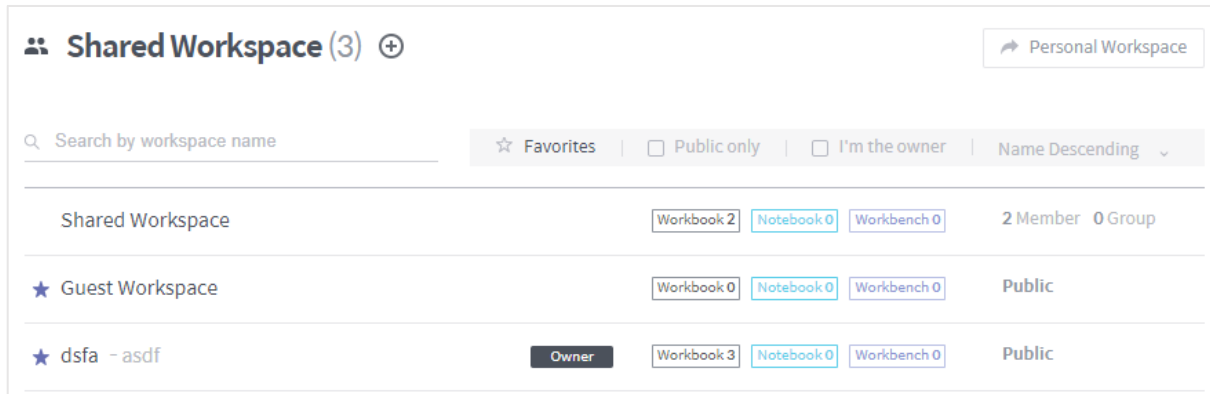 Shared Workspace (3)
Personal Workspace
Search by workspace name
Favorites | Public only | I'm the owner | Name Descending
Shared Workspace Workbook 2 Notebook 0 Workbench 0 2 Member 0 Group
Guest Workspace Workbook 0 Notebook 0 Workbench 0 Public
dsfa - asdf Owner Workbook 3 Notebook 0 Workbench 0 Public